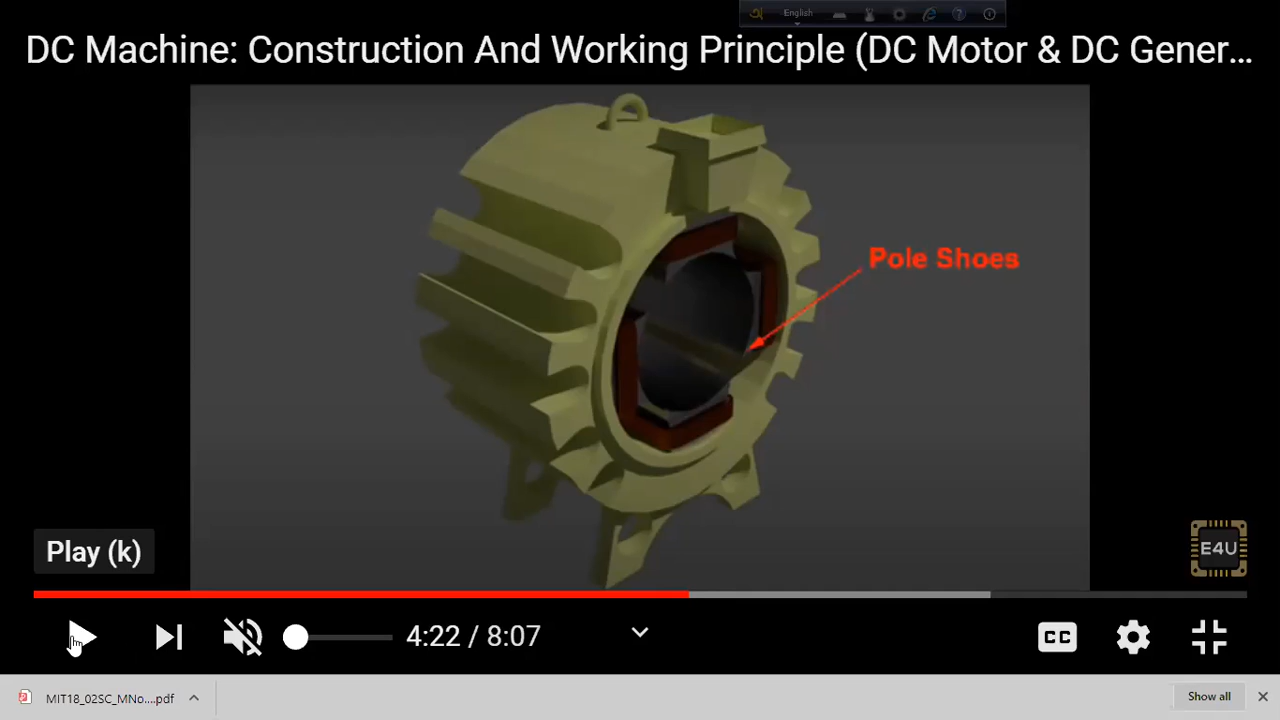 English
DC Machine: Construction And Working Principle (DC Motor & DC Gener...
Pole Shoes
Play (k)
E4U
4:22 / 8:07
CC
MIT18_02SC_MNo....pdf
Show all